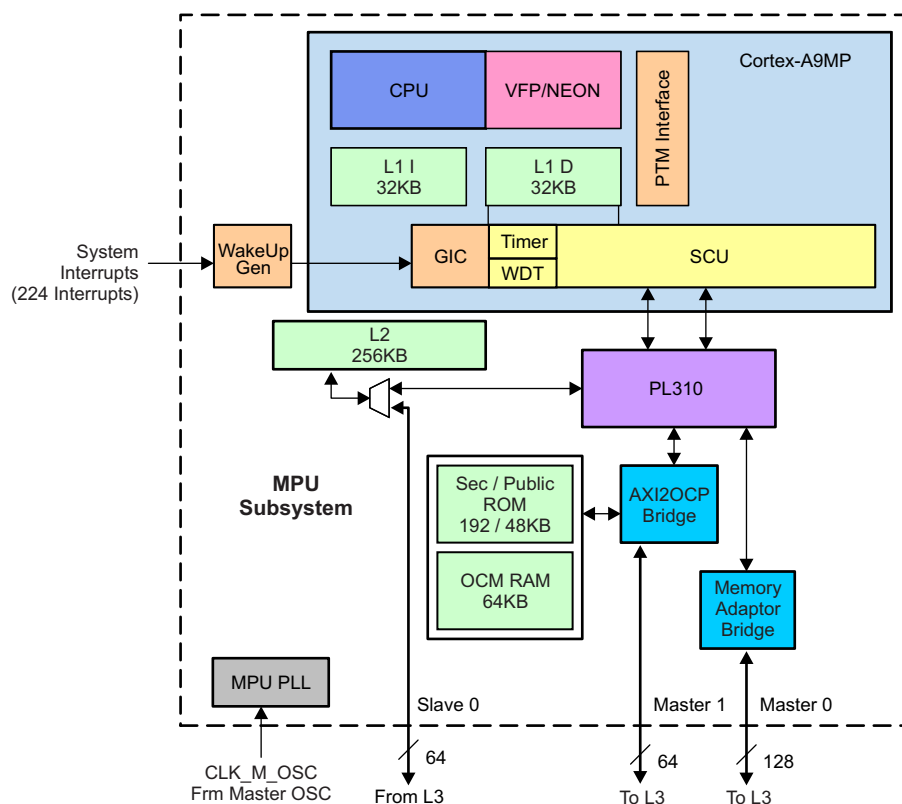 Cortex-A9MP
CPU
VFP/NEON
PTM Interface
L1 I
32KB
L1 D
32KB
System
Interrupts
(224 Interrupts)
WakeUp
Gen
GIC
Timer
WDT
SCU
L2
256KB
PL310
MPU
Subsystem
Sec / Public
ROM
192 / 48KB
AXI2OCP
Bridge
OCM RAM
64KB
Memory
Adaptor
Bridge
MPU PLL
Slave 0
Master 1
Master 0
64
64
128
CLK_M_OSC
Frm Master OSC
From L3
To L3
To L3